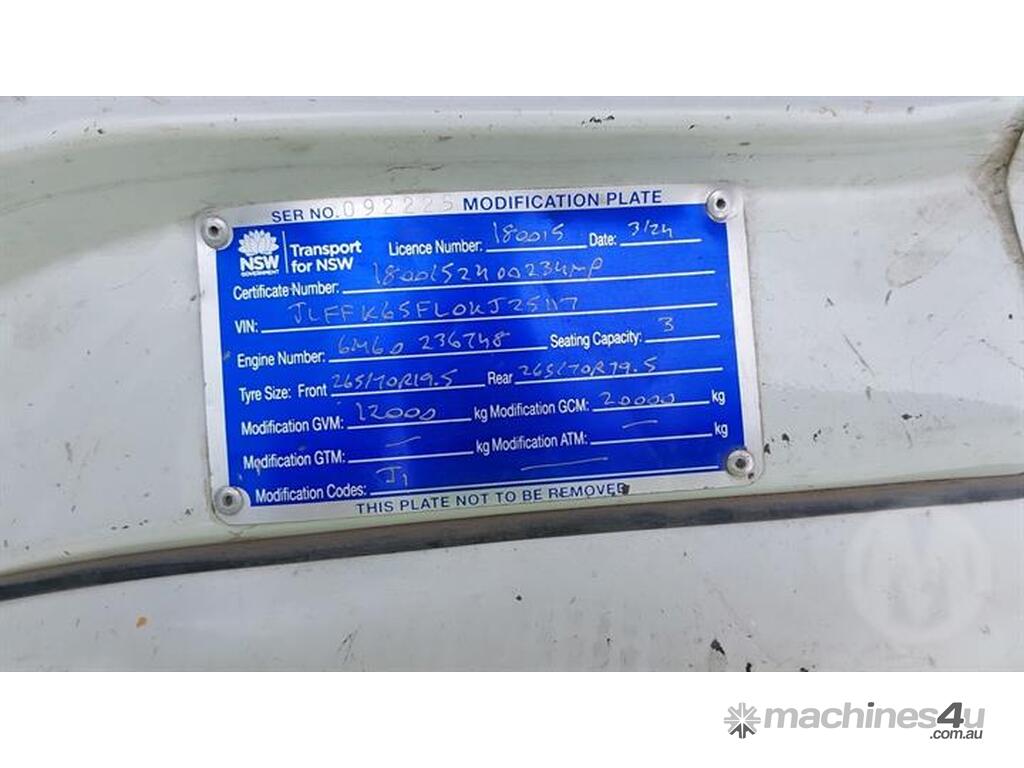 SER NO. 092225 MODIFICATION PLATE
NSW GOVERNMENT Transport for NSW
Licence Number: 180015 Date: 3/24
Certificate Number: 1800152400234MP
VIN: JLFFK65FL0KJ25117
Engine Number: 6M60 236748 Seating Capacity: 3
Tyre Size: Front 265/70R19.5 Rear 265/70R19.5
Modification GVM: 12000 kg Modification GCM: 20000 kg
Modification GTM: — kg Modification ATM: — kg
Modification Codes: J1 —
THIS PLATE NOT TO BE REMOVED
machines4u
.com.au